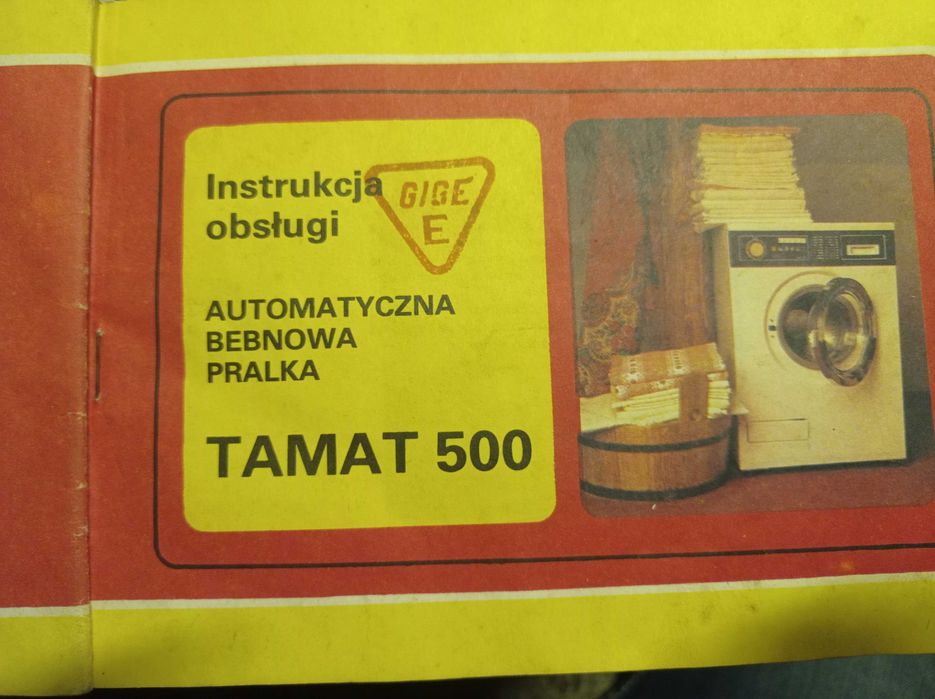 Instrukcja
obsługi
GIGE
E
AUTOMATYCZNA
BEBNOWA
PRALKA
TAMAT 500